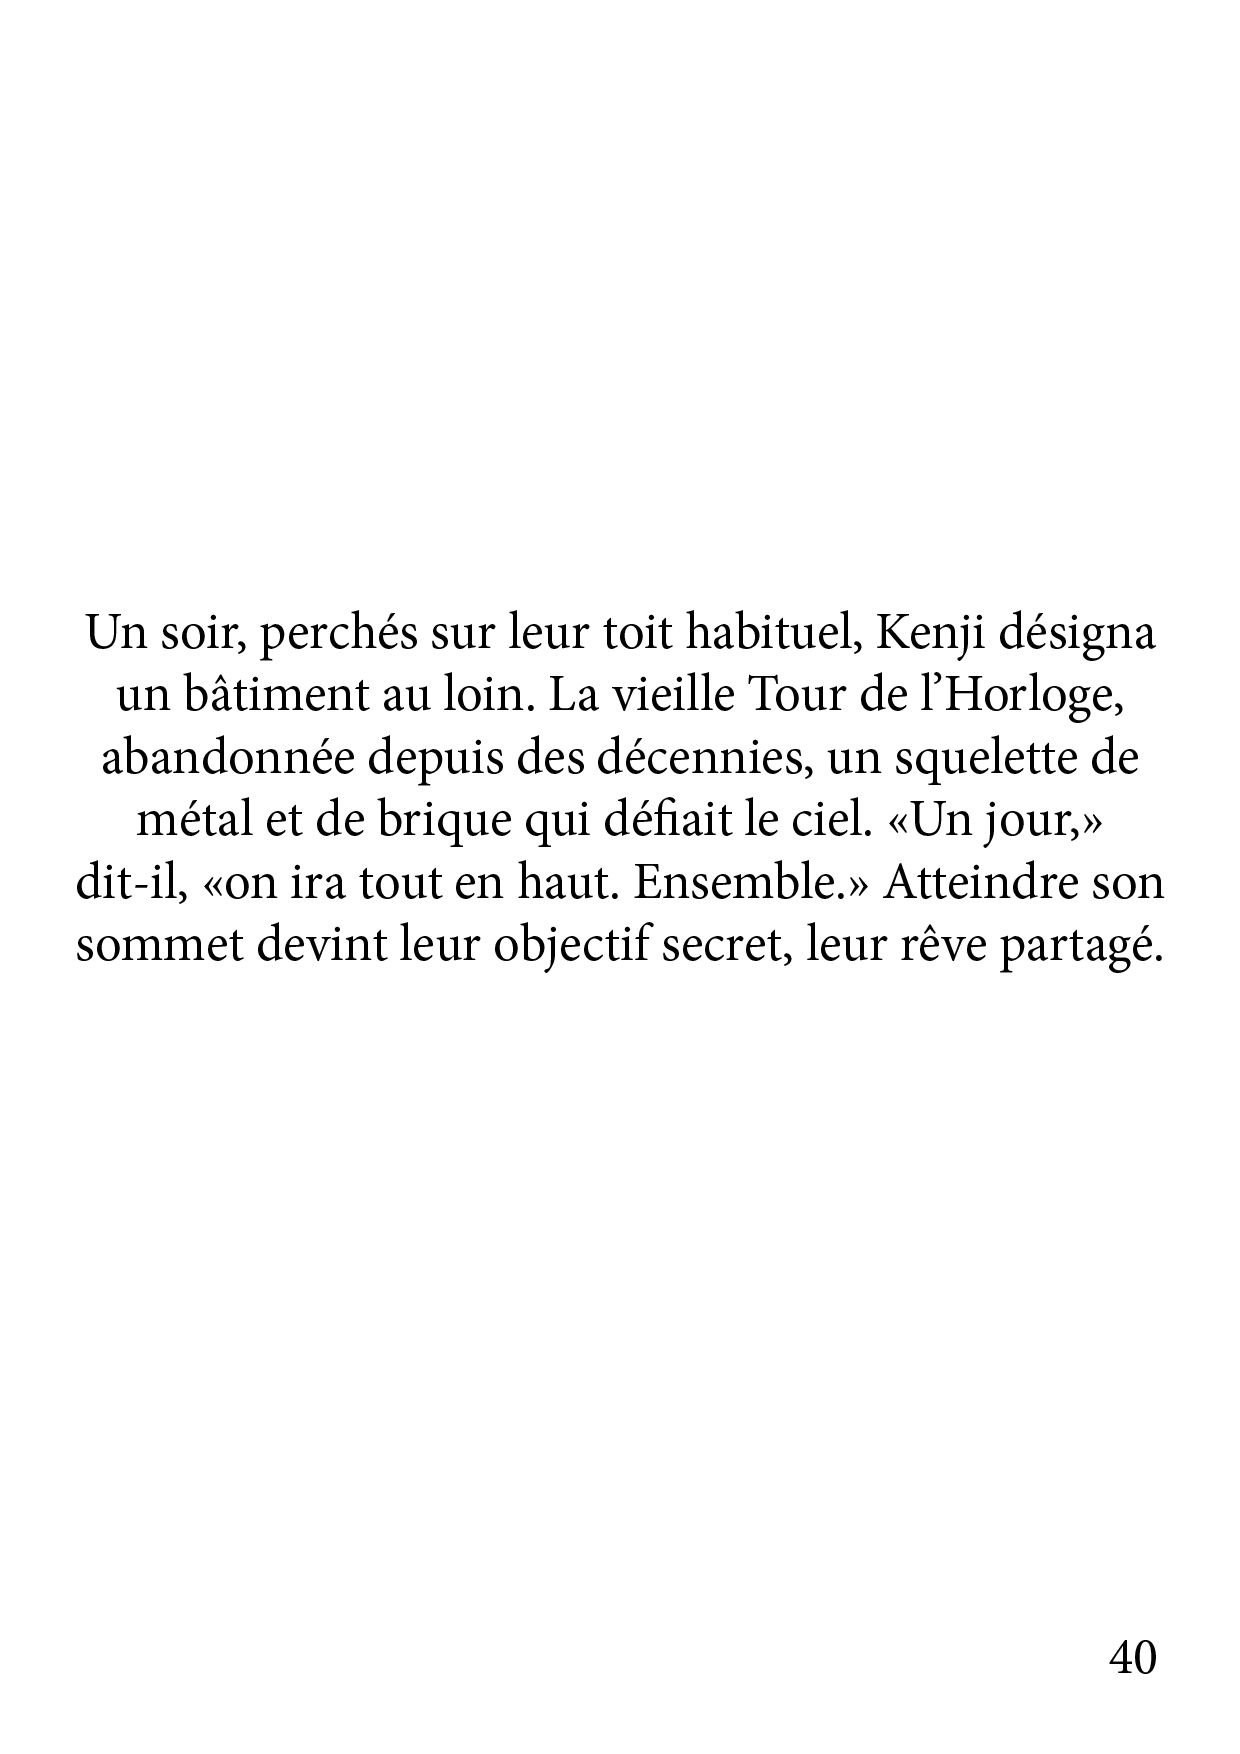 Un soir, perchés sur leur toit habituel, Kenji désigna
un bâtiment au loin. La vieille Tour de l’Horloge,
abandonnée depuis des décennies, un squelette de
métal et de brique qui défiait le ciel. «Un jour,»
dit-il, «on ira tout en haut. Ensemble.» Atteindre son
sommet devint leur objectif secret, leur rêve partagé.
40